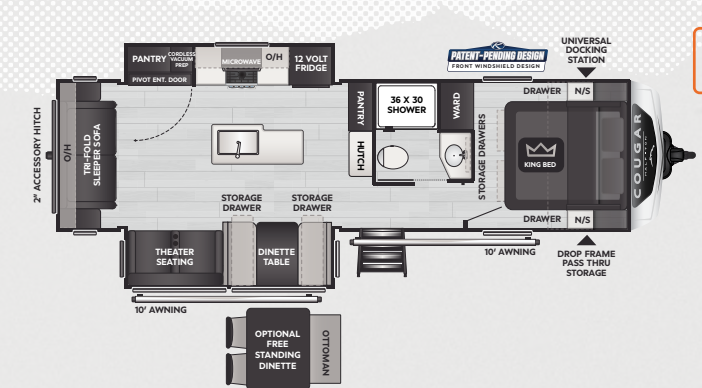 UNIVERSAL
DOCKING
STATION
PATENT-PENDING DESIGN
FRONT WINDSHIELD DESIGN
PANTRY
CORDLESS
VACUUM
PREP
MICROWAVE
O/H
12 VOLT
FRIDGE
PIVOT ENT. DOOR
2" ACCESSORY HITCH
O/H
TRI-FOLD
SLEEPER SOFA
PANTRY
HUTCH
36 X 30
SHOWER
WARD
STORAGE DRAWERS
DRAWER
N/S
KING BED
COUGAR
DRAWER
N/S
STORAGE
DRAWER
STORAGE
DRAWER
THEATER
SEATING
DINETTE
TABLE
10' AWNING
DROP FRAME
PASS THRU
STORAGE
10' AWNING
OPTIONAL
FREE
STANDING
DINETTE
OTTOMAN